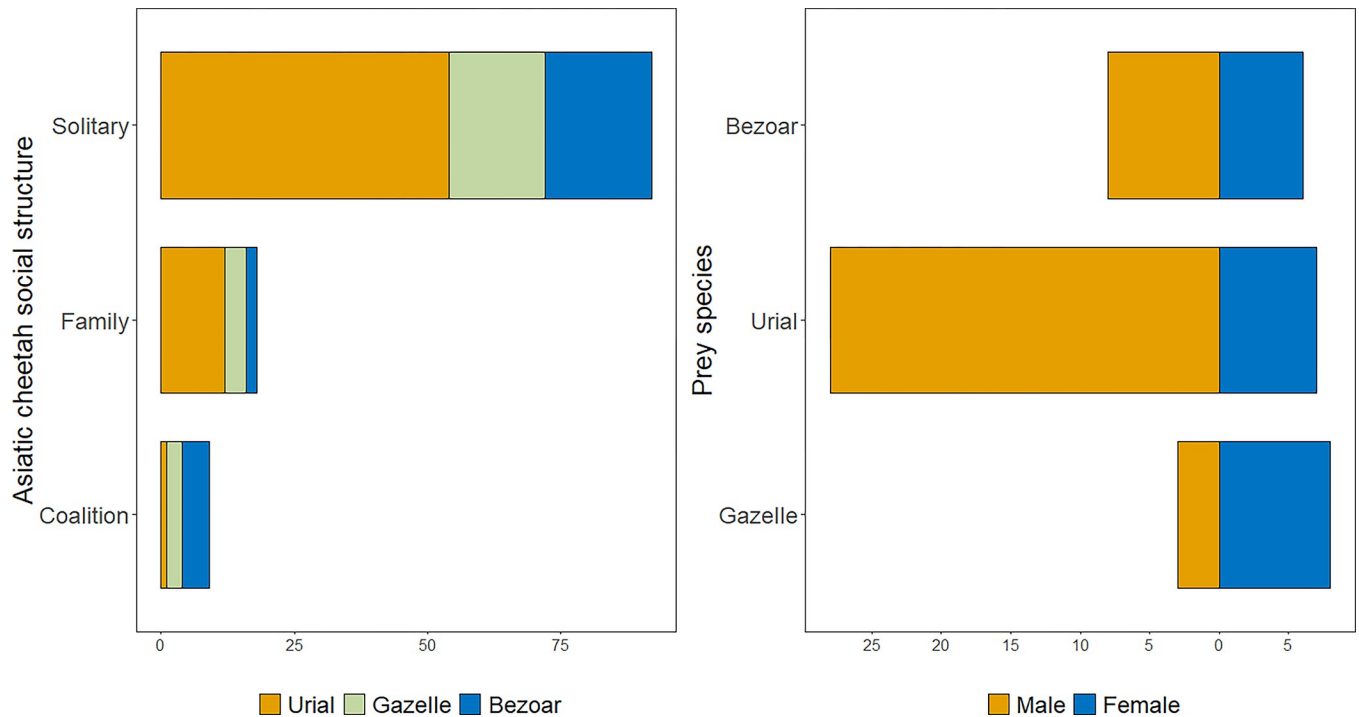 Asiatic cheetah social structure
Solitary
Family
Coalition
0 25 50 75
Urial Gazelle Bezoar
Prey species
Bezoar
Urial
Gazelle
25 20 15 10 5 0 5
Male Female